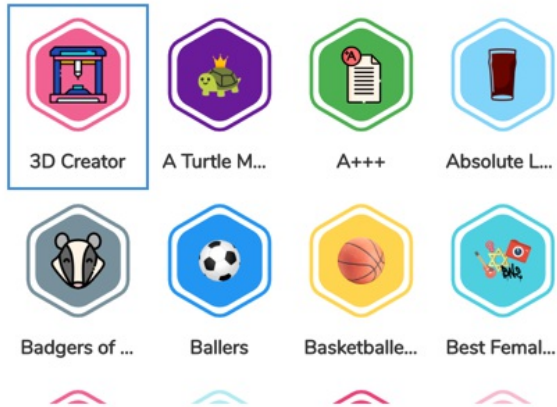 3D Creator
A Turtle M...
A
A+++
Absolute L...
Badgers of ...
Ballers
Basketballe...
Best Femal...